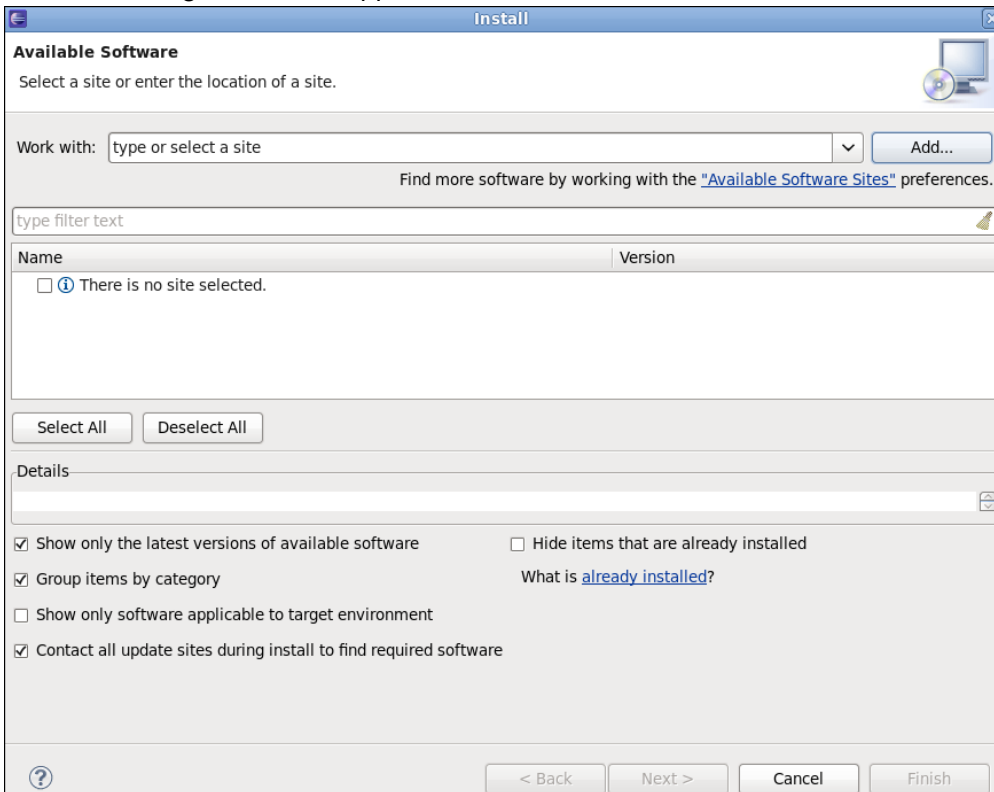 Install
Available Software
Select a site or enter the location of a site.
Work with: type or select a site Add...
Find more software by working with the "Available Software Sites" preferences.
type filter text
Name Version
There is no site selected.
Select All Deselect All
Details
Show only the latest versions of available software Hide items that are already installed
Group items by category What is already installed?
Show only software applicable to target environment
Contact all update sites during install to find required software
< Back Next > Cancel Finish